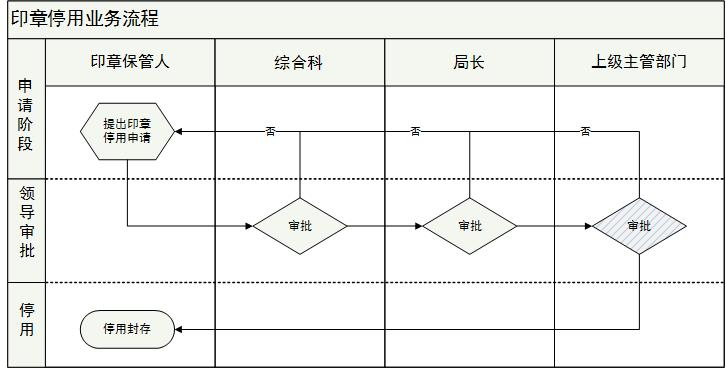 印章停用业务流程
印章保管人
综合科
局长
上级主管部门
申请阶段
提出印章
停用申请
否
否
否
领导审批
审批
审批
审批
停用
停用封存